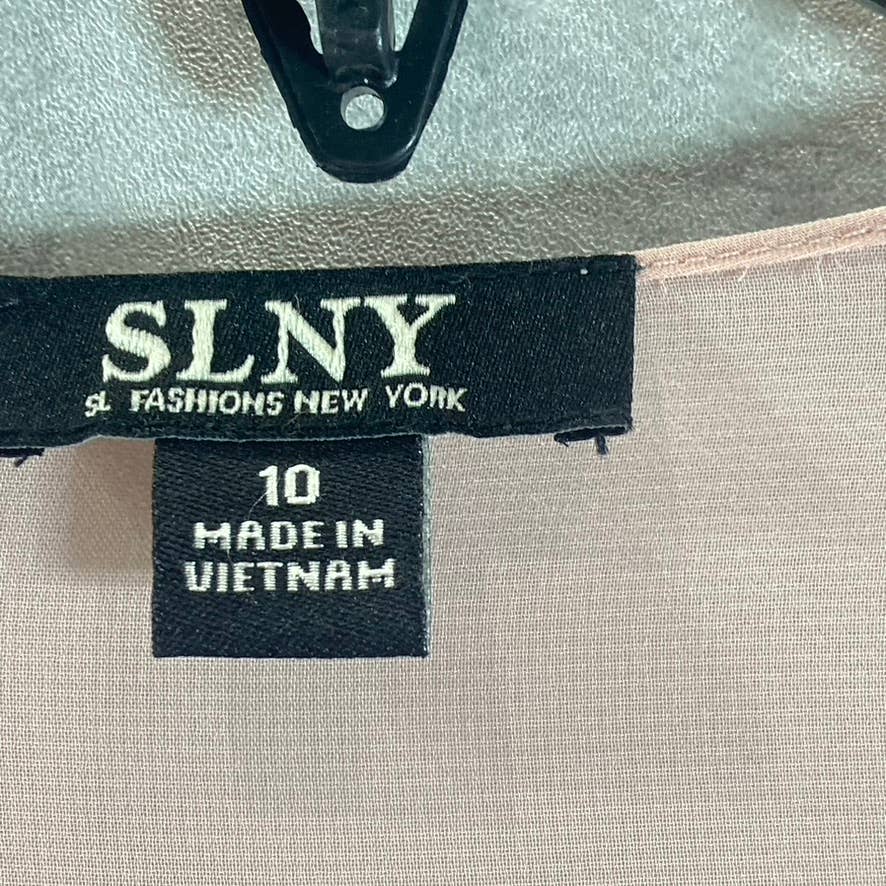 SLNY
SL FASHIONS NEW YORK
10
MADE IN
VIETNAM